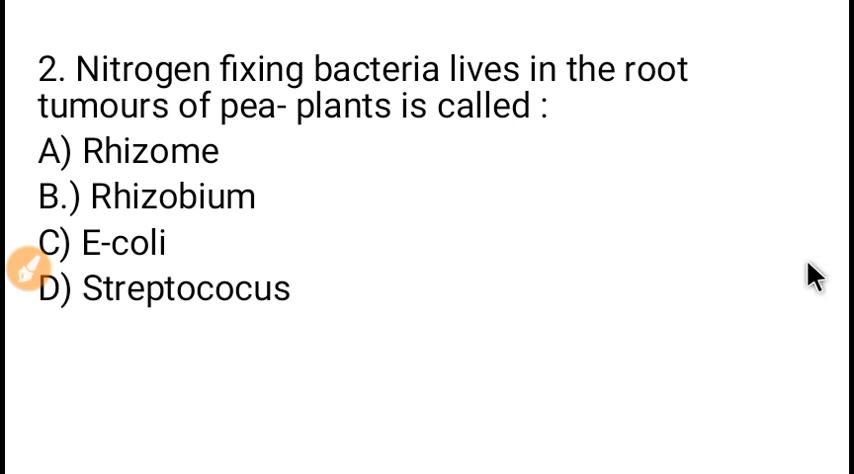 2. Nitrogen fixing bacteria lives in the root
tumours of pea- plants is called :
A) Rhizome
B.) Rhizobium
C) E-coli
D) Streptococus